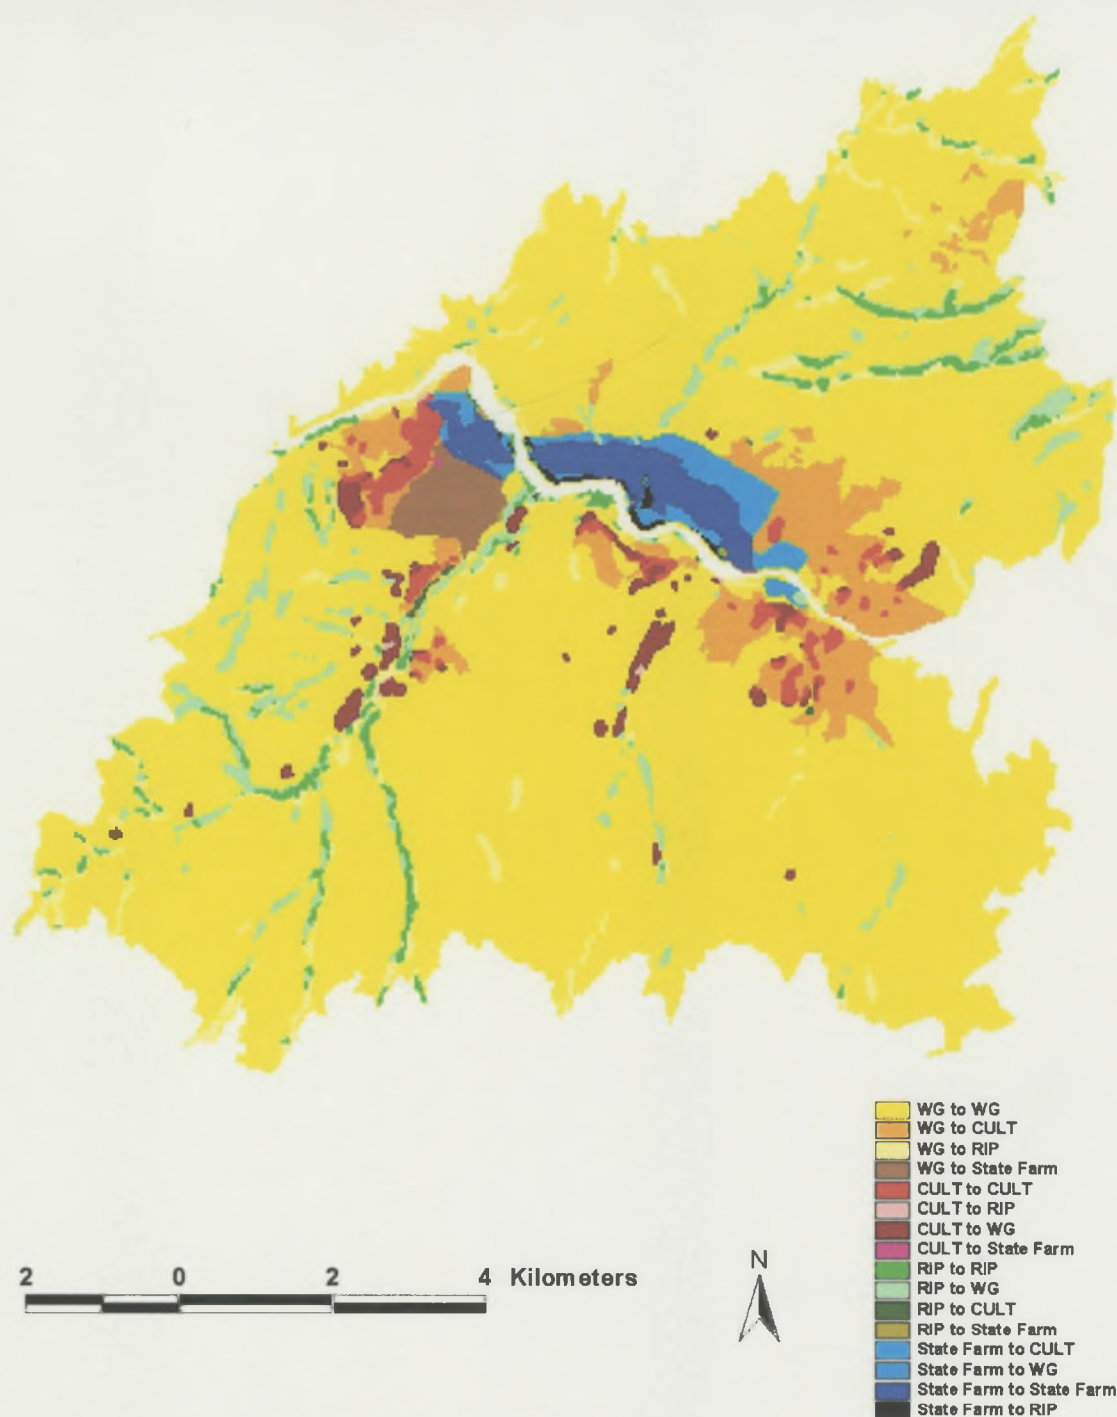 WG to WG
WG to CULT
WG to RIP
WG to State Farm
CULT to CULT
CULT to RIP
CULT to WG
CULT to State Farm
RIP to RIP
RIP to WG
RIP to CULT
RIP to State Farm
State Farm to CULT
State Farm to WG
State Farm to State Farm
State Farm to RIP
N
2 0 2 4 Kilometers